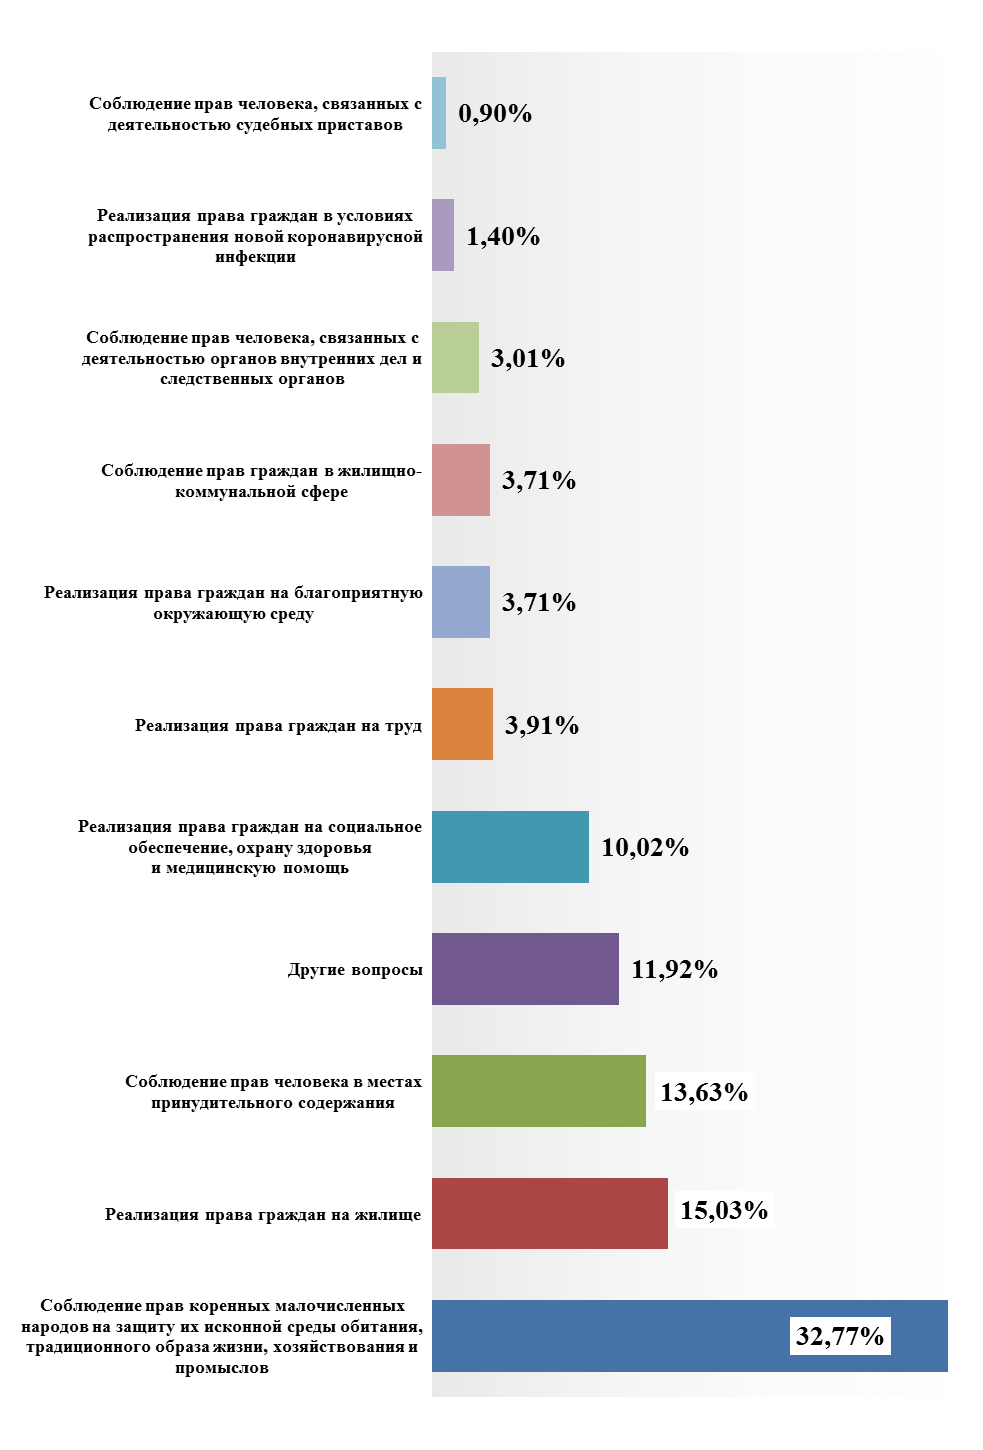 Соблюдение прав человека, связанных с
деятельностью судебных приставов
0,90%
Реализация права граждан в условиях
распространения новой коронавирусной
инфекции
1,40%
Соблюдение прав человека, связанных с
деятельностью органов внутренних дел и
следственных органов
3,01%
Соблюдение прав граждан в жилищно-
коммунальной сфере
3,71%
Реализация права граждан на благоприятную
окружающую среду
3,71%
Реализация права граждан на труд
3,91%
Реализация права граждан на социальное
обеспечение, охрану здоровья
и медицинскую помощь
10,02%
Другие вопросы
11,92%
Соблюдение прав человека в местах
принудительного содержания
13,63%
Реализация права граждан на жилище
15,03%
Соблюдение прав коренных малочисленных
народов на защиту их исконной среды обитания,
традиционного образа жизни, хозяйствования и
промыслов
32,77%